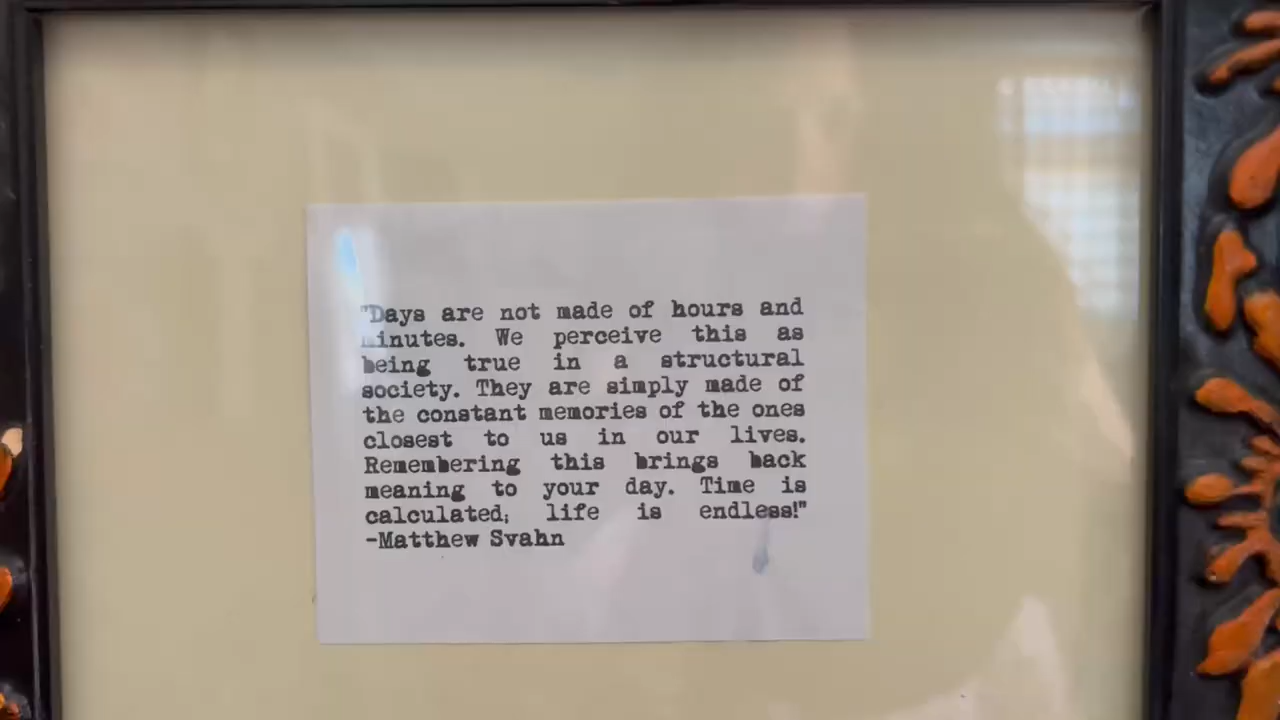 "Days are not made of hours and
minutes. We perceive this as
being true in a structural
society. They are simply made of
the constant memories of the ones
closest to us in our lives.
Remembering this brings back
meaning to your day. Time is
calculated; life is endless!"
-Matthew Svahn